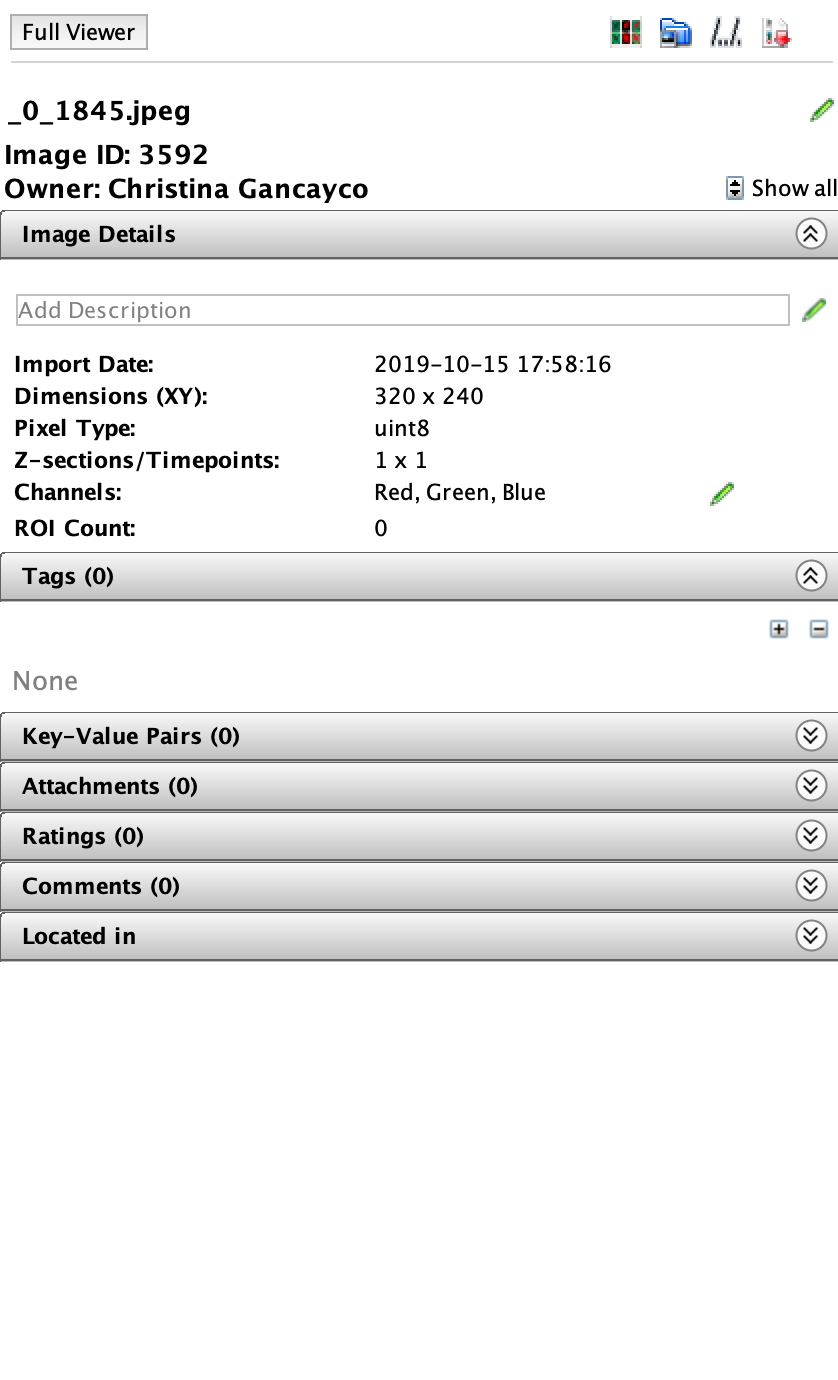 Full Viewer
_0_1845.jpeg
Image ID: 3592
Owner: Christina Gancayco
Show all
Image Details
Add Description
Import Date: 2019-10-15 17:58:16
Dimensions (XY): 320 x 240
Pixel Type: uint8
Z-sections/Timepoints: 1 x 1
Channels: Red, Green, Blue
ROI Count: 0
Tags (0)
None
Key-Value Pairs (0)
Attachments (0)
Ratings (0)
Comments (0)
Located in